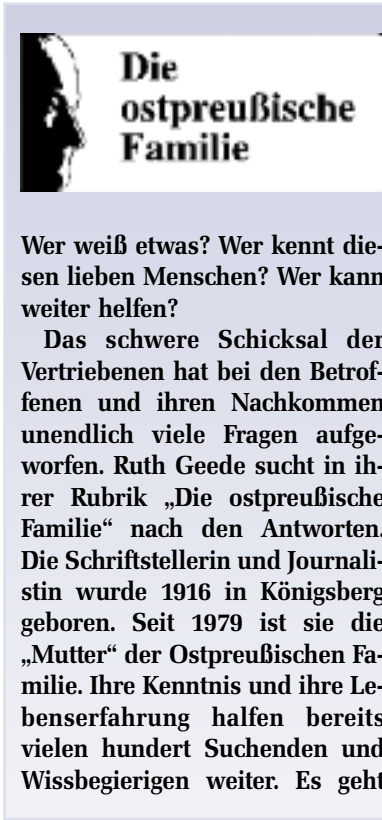 Die
ostpreußische
Familie
Wer weiß etwas? Wer kennt die-
sen lieben Menschen? Wer kann
weiter helfen?
Das schwere Schicksal der
Vertriebenen hat bei den Betrof-
fenen und ihren Nachkommen
unendlich viele Fragen aufge-
worfen. Ruth Geede sucht in ih-
rer Rubrik „Die ostpreußische
Familie“ nach den Antworten.
Die Schriftstellerin und Journali-
stin wurde 1916 in Königsberg
geboren. Seit 1979 ist sie die
„Mutter“ der Ostpreußischen Fa-
milie. Ihre Kenntnis und ihre Le-
benserfahrung halfen bereits
vielen hundert Suchenden und
Wissbegierigen weiter. Es geht